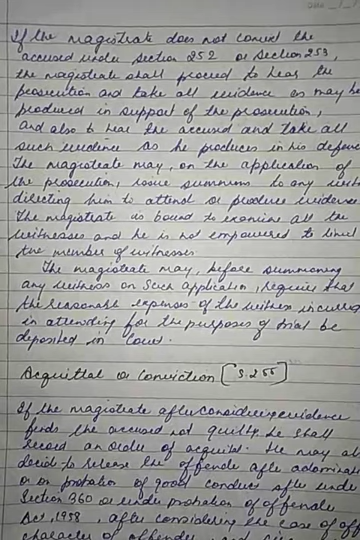 If the magistrate does not convict the
accused under section 252 or section 253,
the magistrate shall proceed to hear the
prosecution and take all evidence as may be
produced in support of the prosecution,
and also to hear the accused and take all
such evidence as he produces in his defence
The magistrate may, on the application of
the prosecution, issue summons to any witn
directing him to attend or produce evidence
The magistrate is bound to examine all the
witnesses and he is not empowered to limit
the number of witnesses
The magistrate may, before summoning
any witness on such application, require that
the reasonable expenses of the witness incurred
in attending for the purposes of trial be
deposited in Court.
Acquittal or Conviction [S 255]
If the magistrate after evidence
finds the accused not guilty he shall
record an order of acquittal. He may al
decide to release the offender after admonition
or on probation of good conduct under
Section 360 or under probation of offender
Act, 1958, after considering the case of off
character of offender and